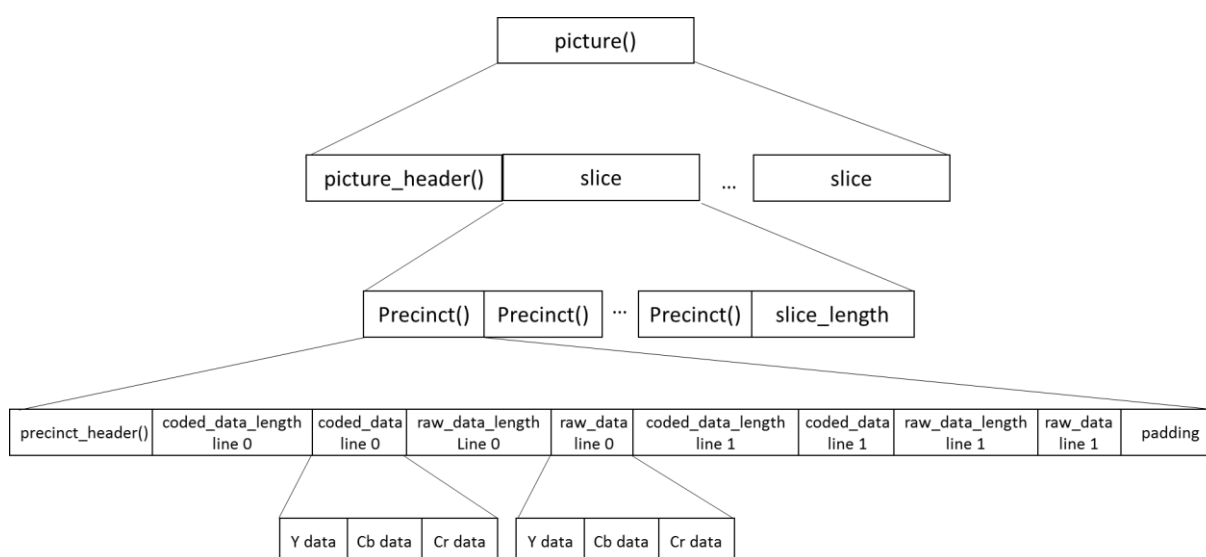 picture()
picture_header() slice ... slice
Precinct() Precinct() ... Precinct() slice_length
precinct_header() coded_data_length line 0 coded_data line 0 raw_data_length Line 0 raw_data line 0 coded_data_length line 1 coded_data line 1 raw_data_length line 1 raw_data line 1 padding
Y data Cb data Cr data Y data Cb data Cr data